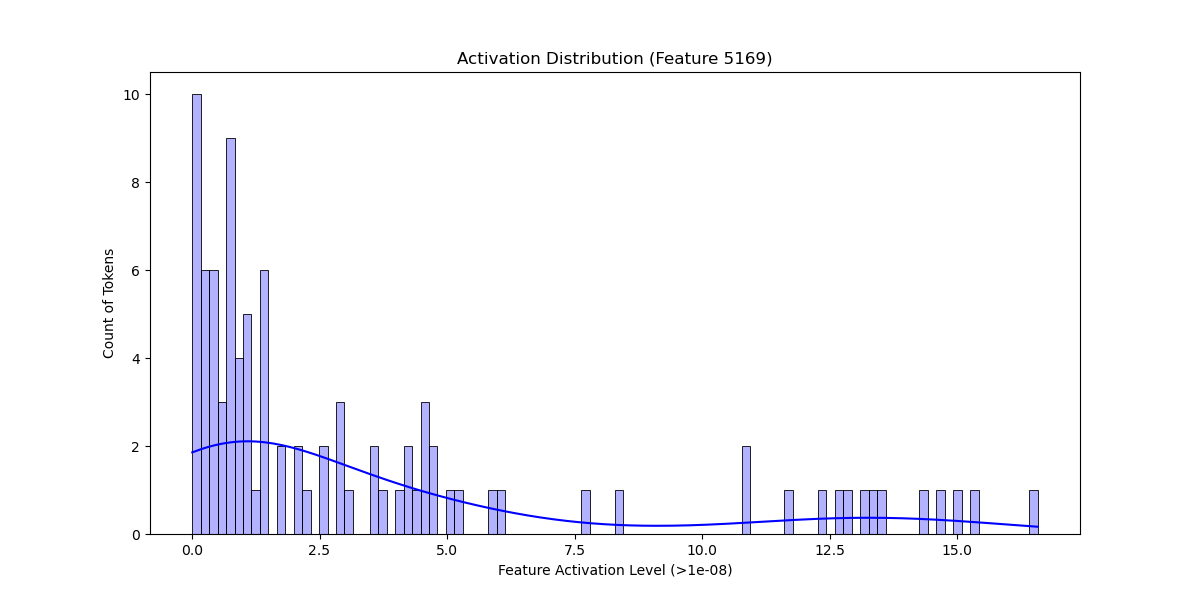 Activation Distribution (Feature 5169)
10
8
6
4
2
0
Count of Tokens
0.0 2.5 5.0 7.5 10.0 12.5 15.0
Feature Activation Level (>1e-08)